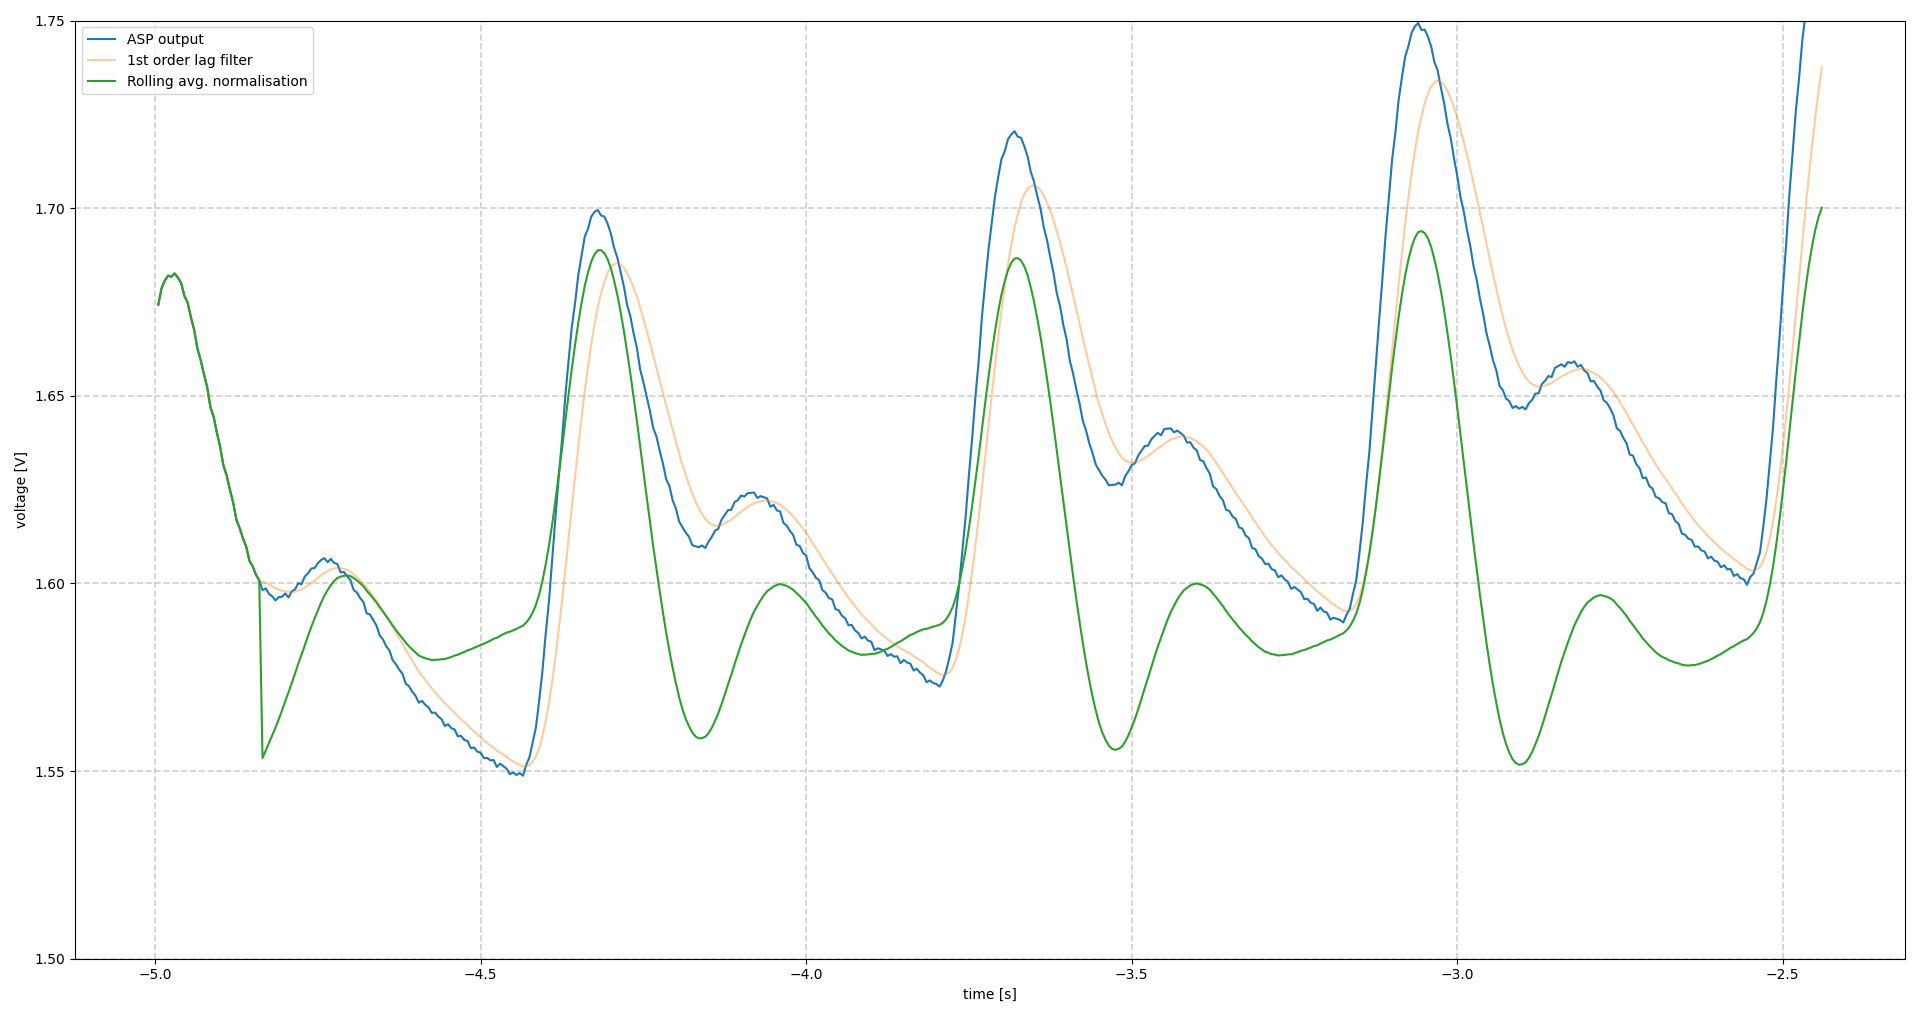 1.75
ASP output
1st order lag filter
Rolling avg. normalisation
1.70
1.65
voltage [V]
1.60
1.55
1.50
−5.0 −4.5 −4.0 −3.5 −3.0 −2.5
time [s]